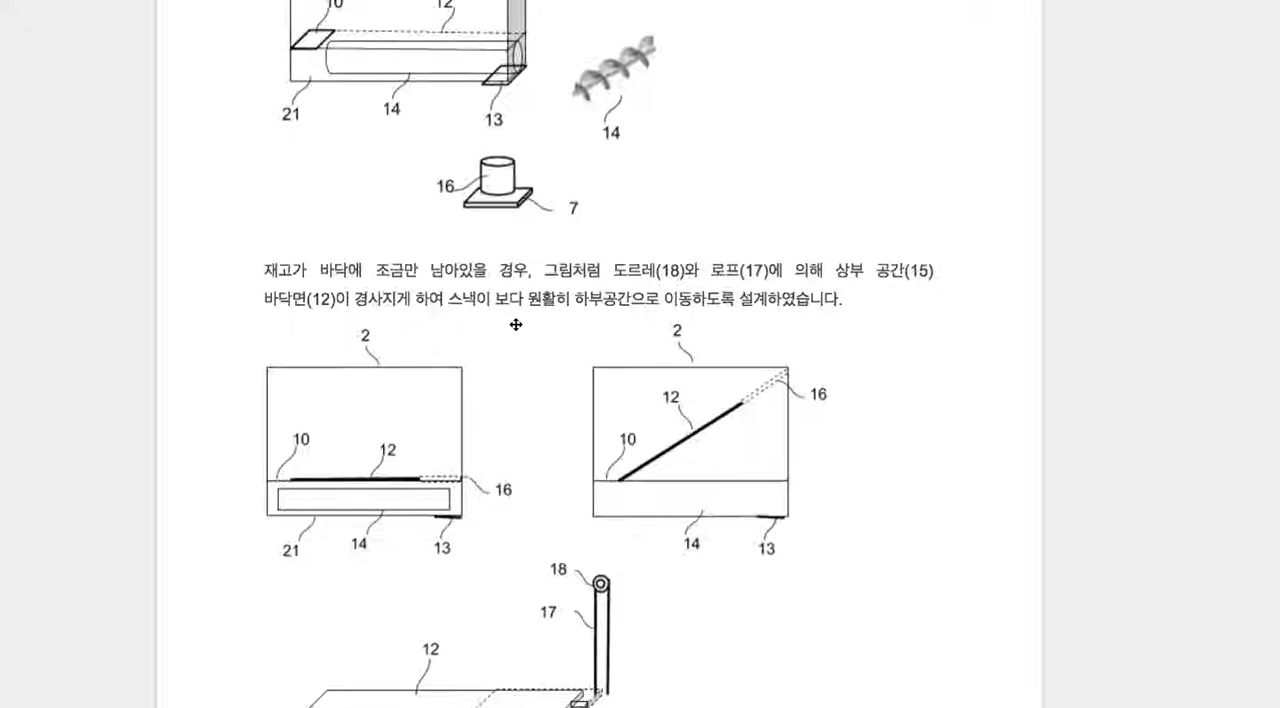 10 12
21 14 13 14
16 7
재고가 바닥에 조금만 남아있을 경우, 그림처럼 도르레(18)와 로프(17)에 의해 상부 공간(15)
바닥면(12)이 경사지게 하여 스낵이 보다 원활히 하부공간으로 이동하도록 설계하였습니다.
2 2
12 16
10 12 10
16
21 14 13 14 13
18
17
12